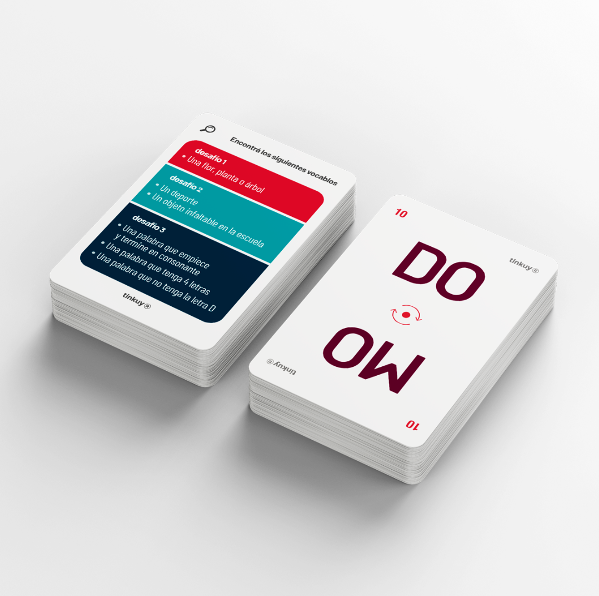 Encontrá los siguientes vocablos
desafío 1
• Una flor, planta o árbol
desafío 2
• Un deporte
• Un objeto infaltable en la escuela
desafío 3
• Una palabra que empiece
y termine en consonante
• Una palabra que tenga 4 letras
• Una palabra que no tenga la letra O
tinkuy®
10
tinkuy®
DO
MO
tinkuy®
10